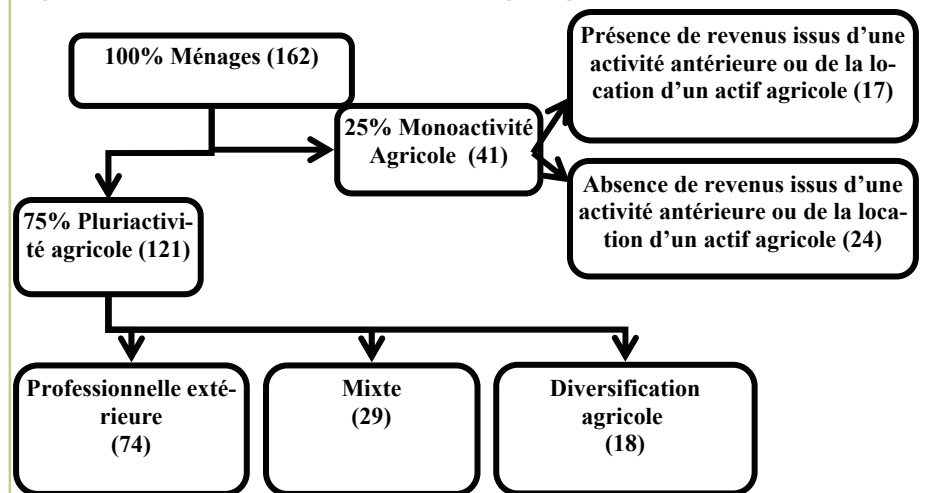 100% Ménages (162)
25% Monoactivité
Agricole (41)
Présence de revenus issus d’une
activité antérieure ou de la lo-
cation d’un actif agricole (17)
Absence de revenus issus d’une
activité antérieure ou de la loca-
tion d’un actif agricole (24)
75% Pluriactivi-
té agricole (121)
Professionnelle exté-
rieure
(74)
Mixte
(29)
Diversification
agricole
(18)